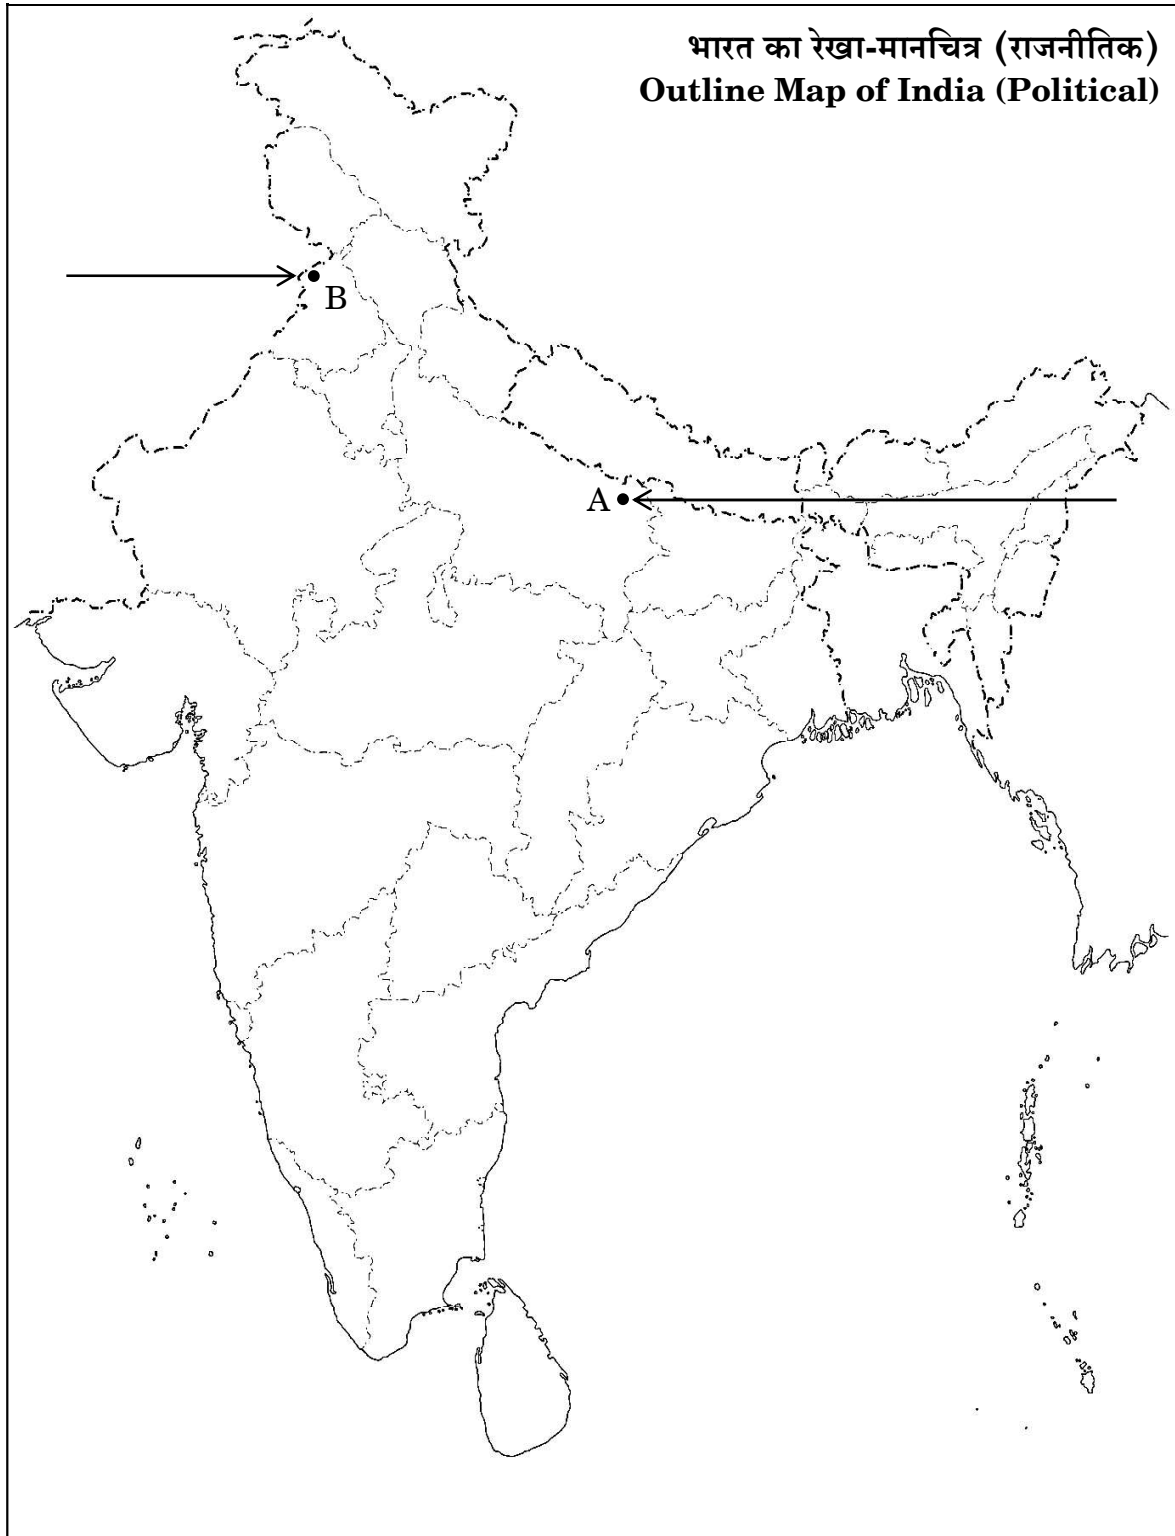 भारत का रेखा-मानचित्र (राजनीतिक)
Outline Map of India (Political)
B
A